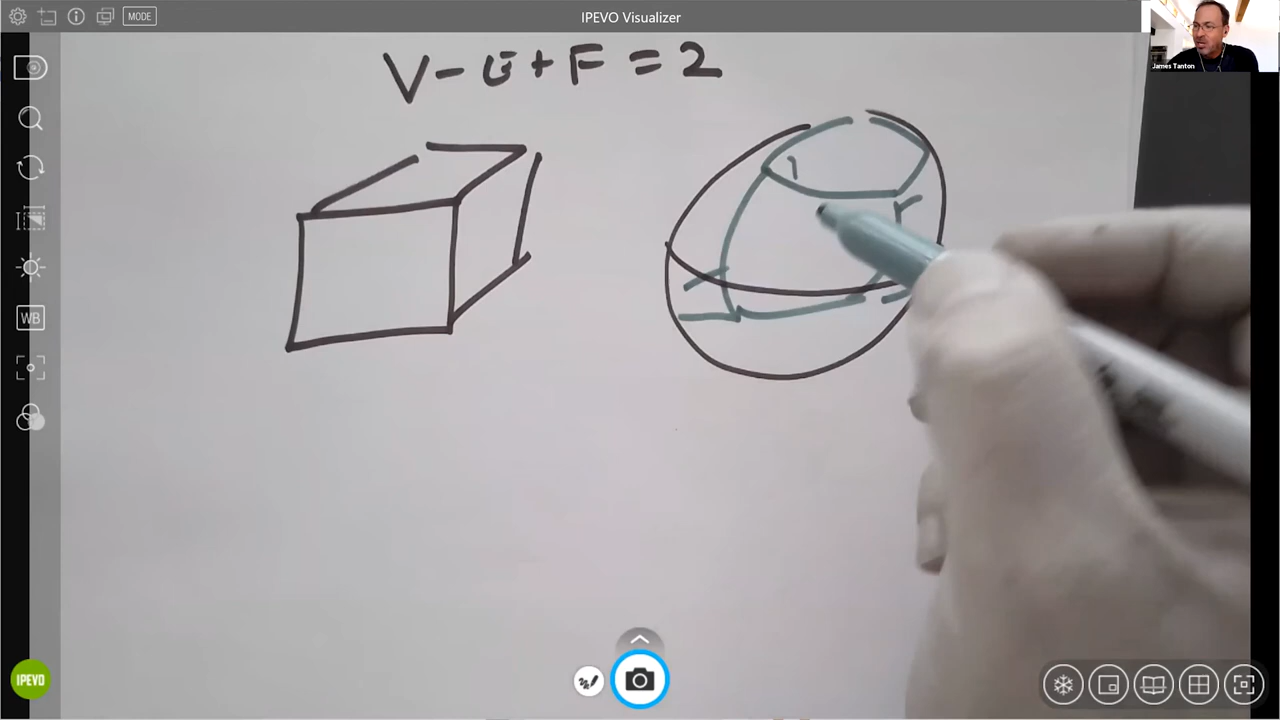 MODE
IPEVO Visualizer
James Tanton
V - E + F = 2
WB
IPEVO